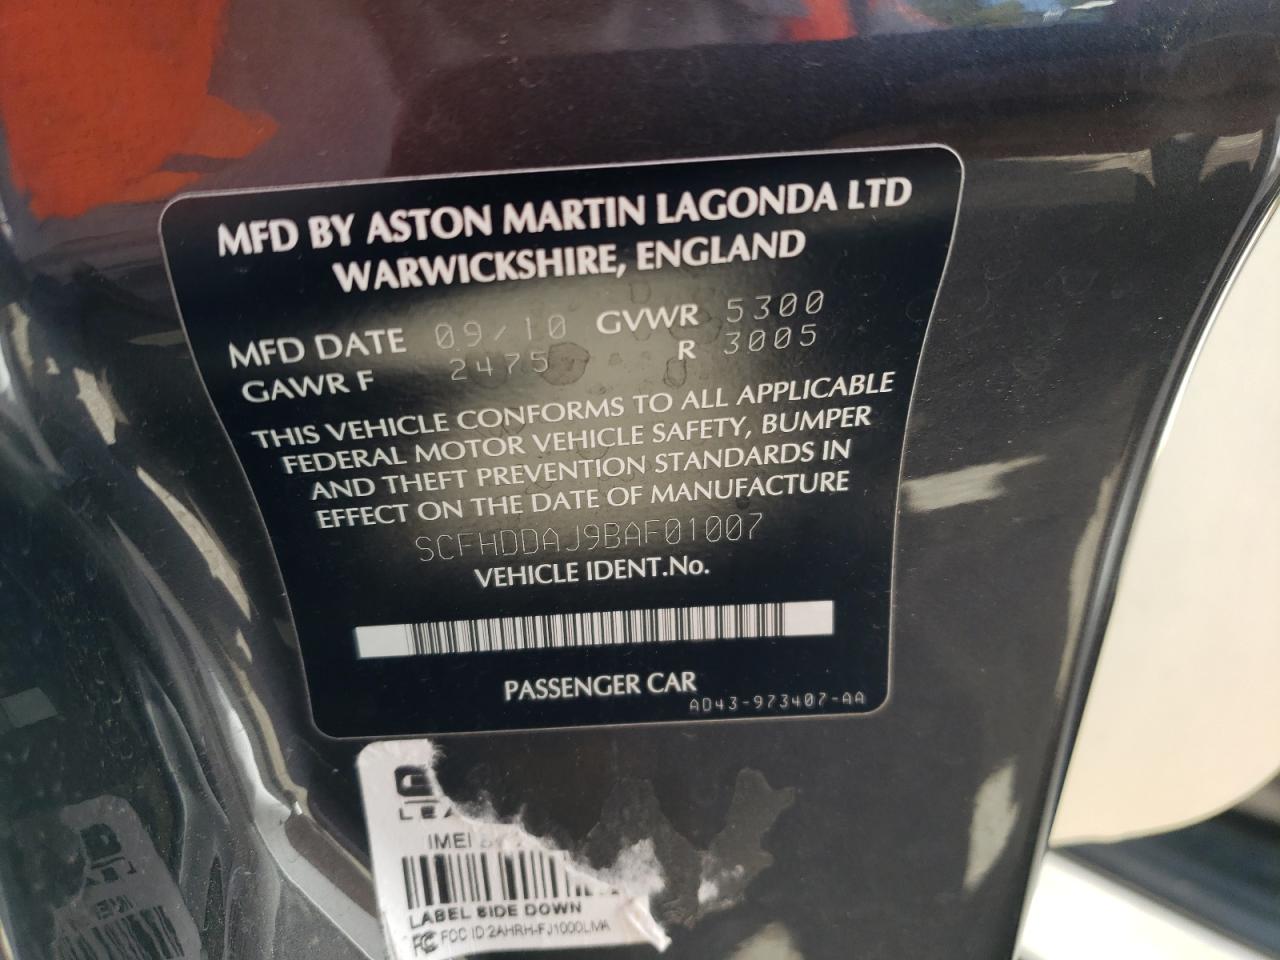 MFD BY ASTON MARTIN LAGONDA LTD
WARWICKSHIRE, ENGLAND
MFD DATE 09/10 GVWR 5300
GAWR F 2475 R 3005
THIS VEHICLE CONFORMS TO ALL APPLICABLE
FEDERAL MOTOR VEHICLE SAFETY, BUMPER
AND THEFT PREVENTION STANDARDS IN
EFFECT ON THE DATE OF MANUFACTURE
SCFHDDAJ9BAF01007
VEHICLE IDENT.No.
PASSENGER CAR
AD43-973407-AA
IMEI
LABEL SIDE DOWN
FC FCC ID 2AHRH-FJ1000LMA